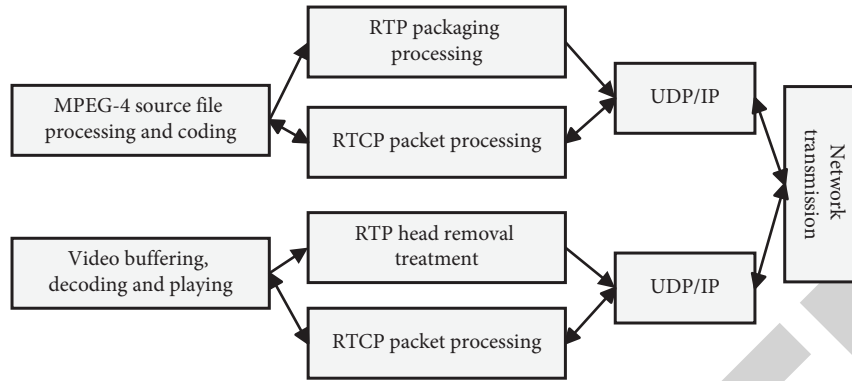 RTP packaging
processing
MPEG-4 source file
processing and coding
UDP/IP
RTCP packet processing
Network
transmission
RTP head removal
treatment
Video buffering,
decoding and playing
UDP/IP
RTCP packet processing